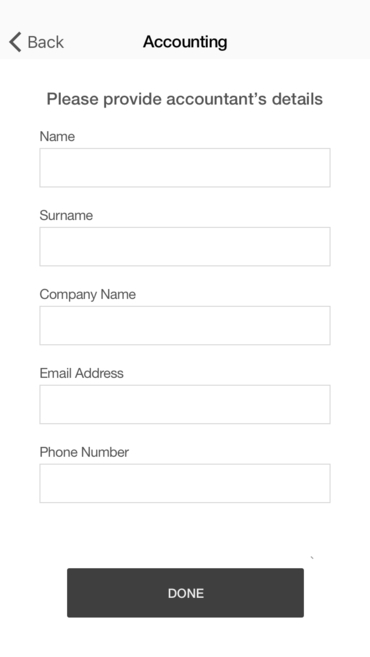 Back
Accounting
Please provide accountant’s details
Name
Surname
Company Name
Email Address
Phone Number
DONE